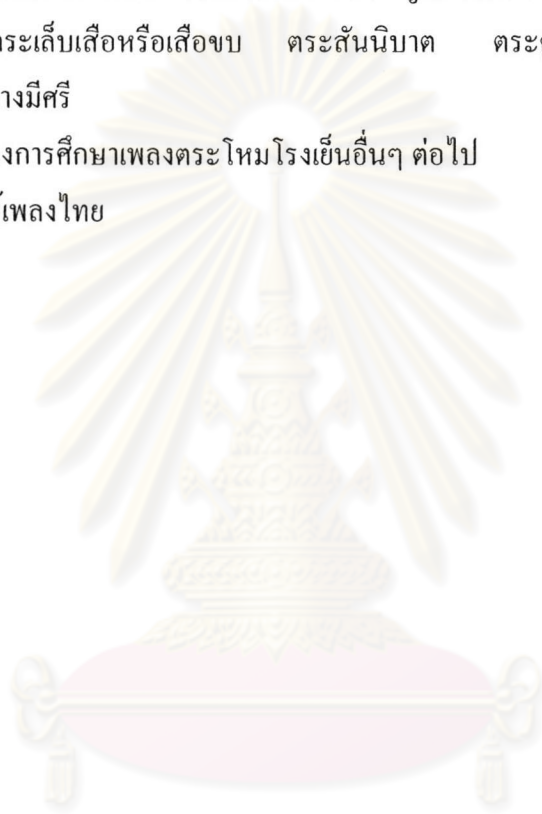 ระเล็บเสือหรือเสือขบ ตระสันนิบาต ตระ
างมีศรี
งการศึกษาเพลงตระโหมโรงเย็นอื่นๆ ต่อไป
เพลงไทย